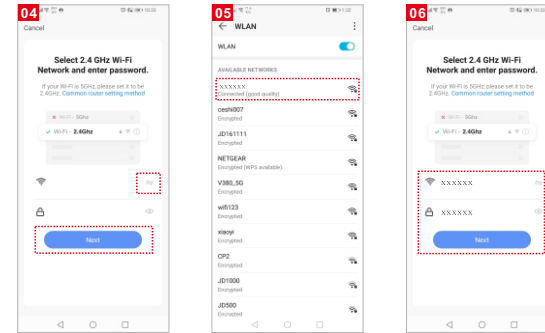 04
Cancel
Select 2.4 GHz Wi-Fi
Network and enter password.
If your Wi-Fi is 5GHz, please set it to be
2.4GHz. Common router setting method
Wi-Fi - 5Ghz
Wi-Fi - 2.4Ghz
Next
05
WLAN
WLAN
AVAILABLE NETWORKS
XXXXXX
Connected (good quality)
ceshi007
Encrypted
JD161111
Encrypted
NETGEAR
Encrypted (WPS available)
V380_5G
Encrypted
wifi123
Encrypted
xiaoyi
Encrypted
CP2
Encrypted
JD1000
Encrypted
JD500
Encrypted
06
Cancel
Select 2.4 GHz Wi-Fi
Network and enter password.
If your Wi-Fi is 5GHz, please set it to be
2.4GHz. Common router setting method
Wi-Fi - 5Ghz
Wi-Fi - 2.4Ghz
XXXXXX
XXXXXX
Next